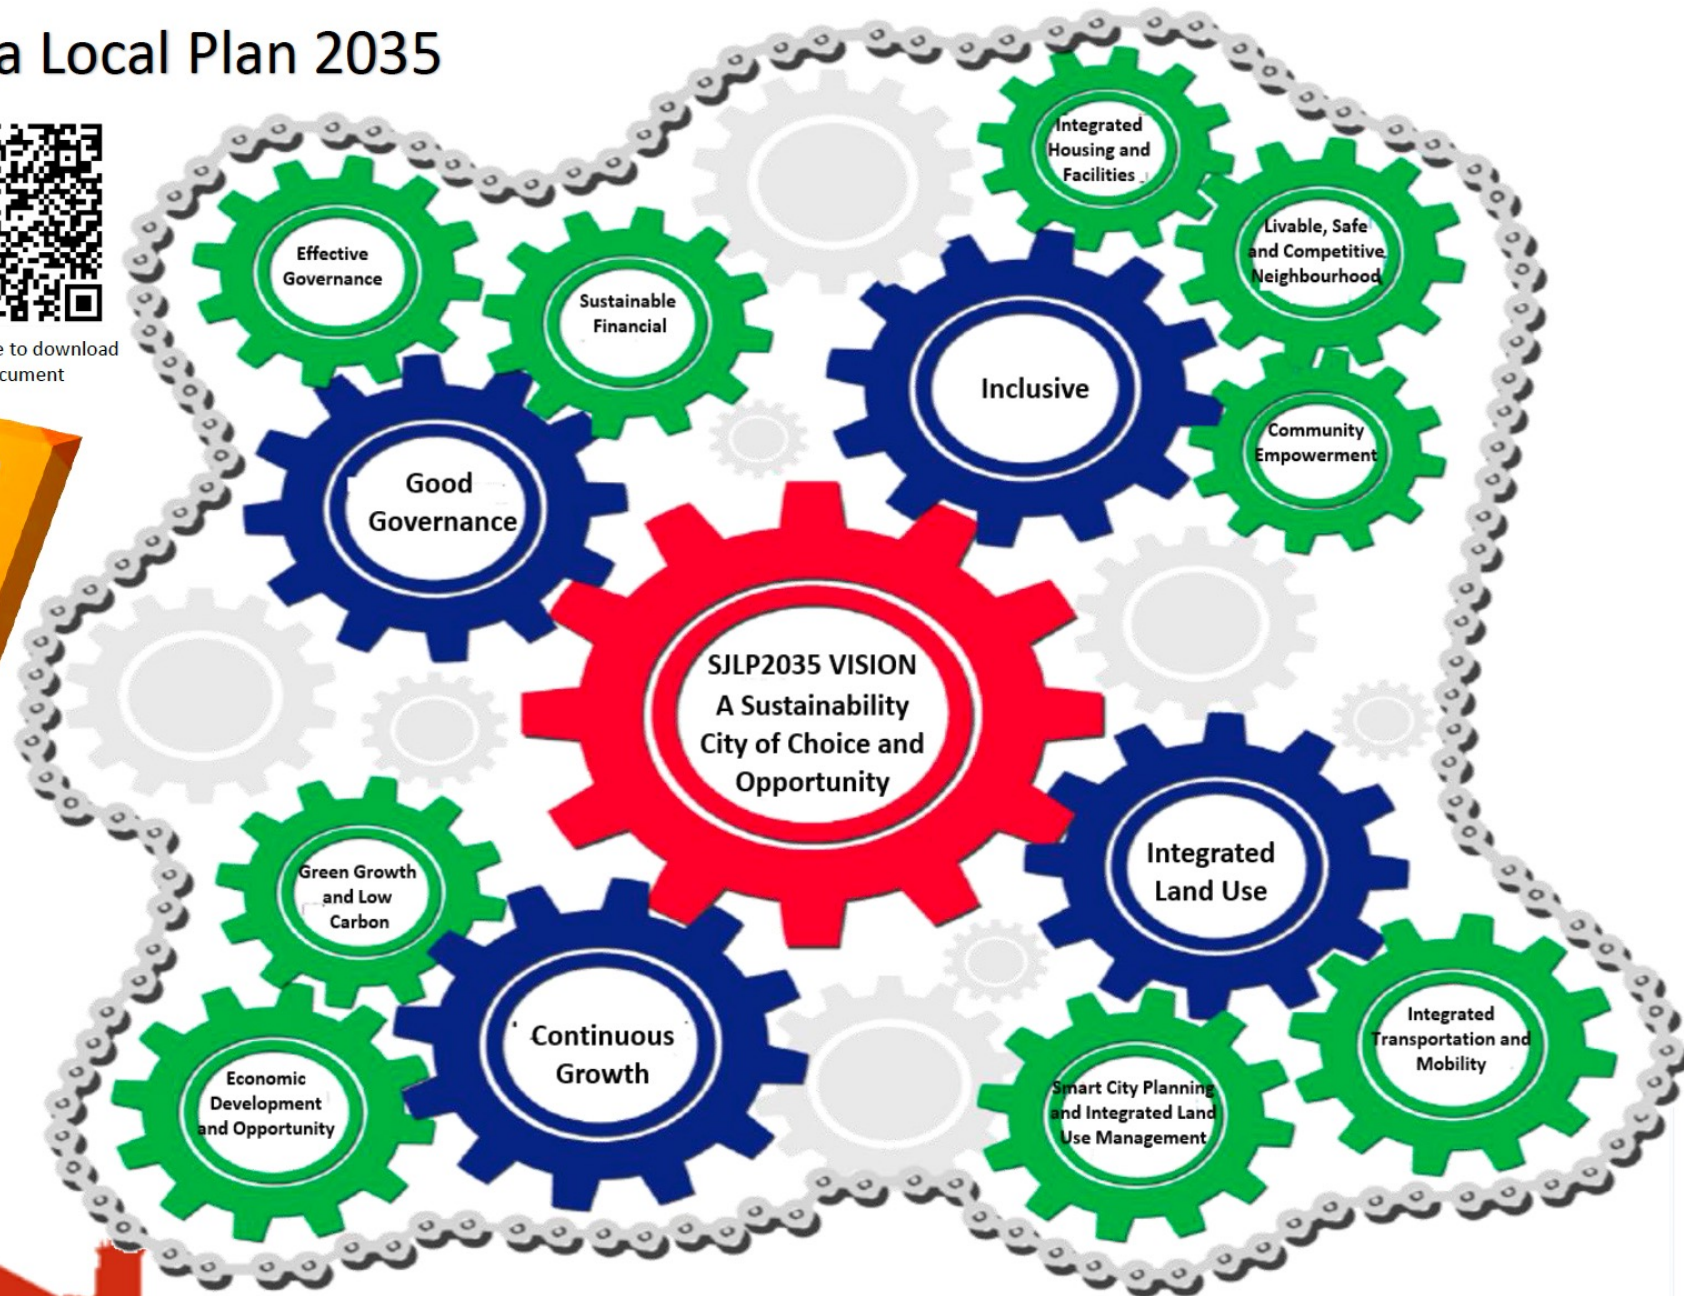 a Local Plan 2035
e to download
cument
Integrated
Housing and
Facilities
Livable, Safe
and Competitive
Neighbourhood
Effective
Governance
Sustainable
Financial
Inclusive
Community
Empowerment
Good
Governance
SJLP2035 VISION
A Sustainability
City of Choice and
Opportunity
Integrated
Land Use
Green Growth
and Low
Carbon
Continuous
Growth
Integrated
Transportation and
Mobility
Economic
Development
and Opportunity
Smart City Planning
and Integrated Land
Use Management